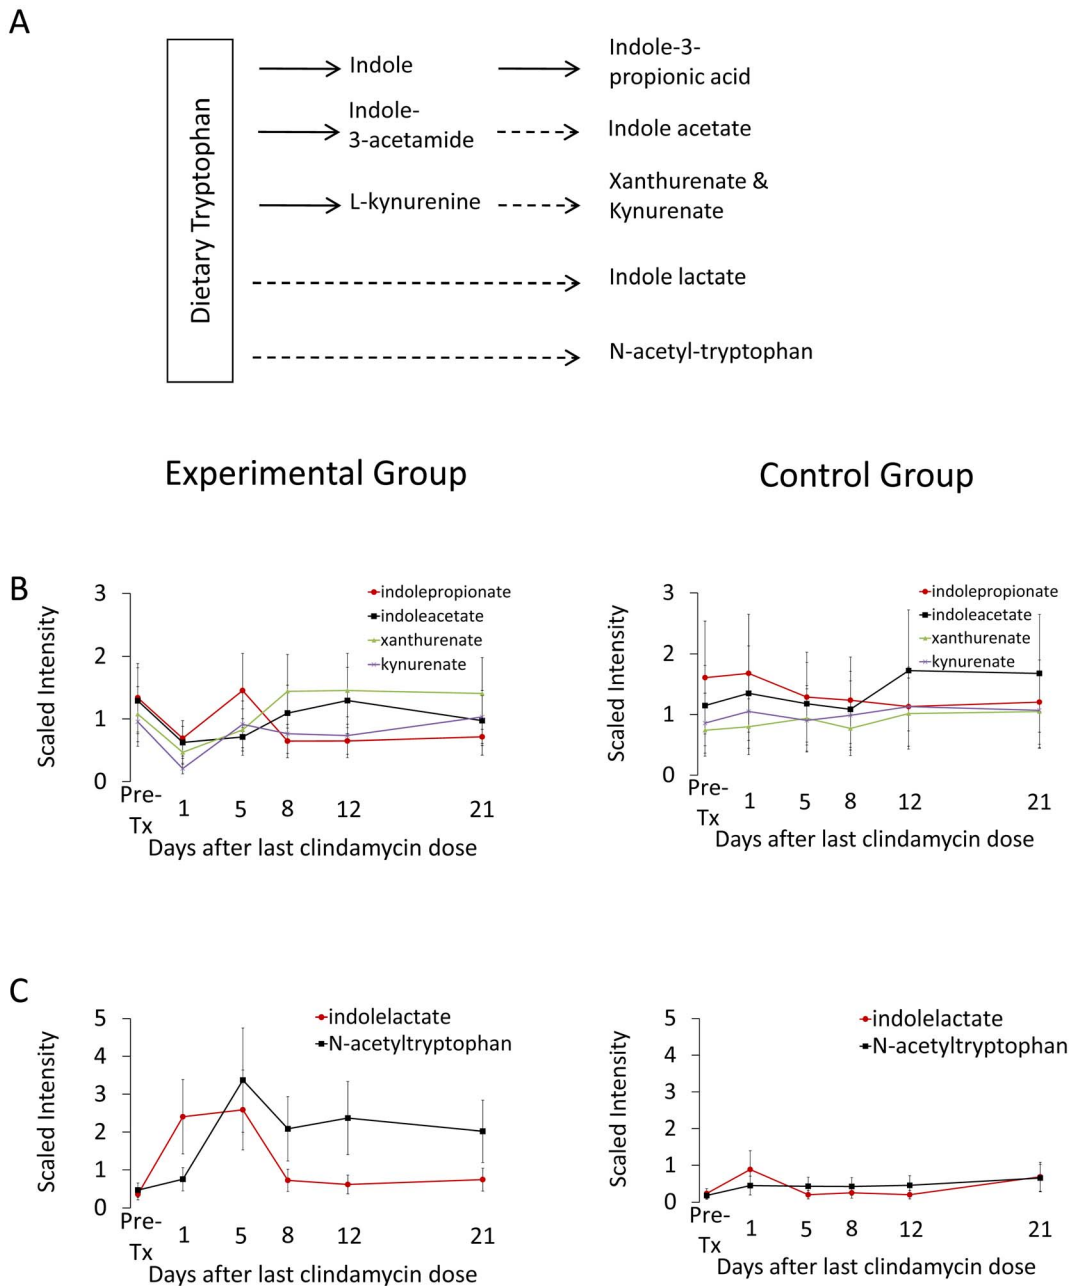 A
Dietary Tryptophan
Indole
Indole-3-
propionic acid
Indole-
3-acetamide
Indole acetate
L-kynurenine
Xanthurenate &
Kynurenate
Indole lactate
N-acetyl-tryptophan
Experimental Group
Control Group
B
Scaled Intensity
3
2
1
0
indolepropionate
indoleacetate
xanthurenate
kynurenate
Pre-
Tx
1
5
8
12
21
Days after last clindamycin dose
Scaled Intensity
3
2
1
0
indolepropionate
indoleacetate
xanthurenate
kynurenate
Pre-
Tx
1
5
8
12
21
Days after last clindamycin dose
C
Scaled Intensity
5
4
3
2
1
0
indolelactate
N-acetyltryptophan
Pre-
Tx
1
5
8
12
21
Days after last clindamycin dose
Scaled Intensity
5
4
3
2
1
0
indolelactate
N-acetyltryptophan
Pre-
Tx
1
5
8
12
21
Days after last clindamycin dose